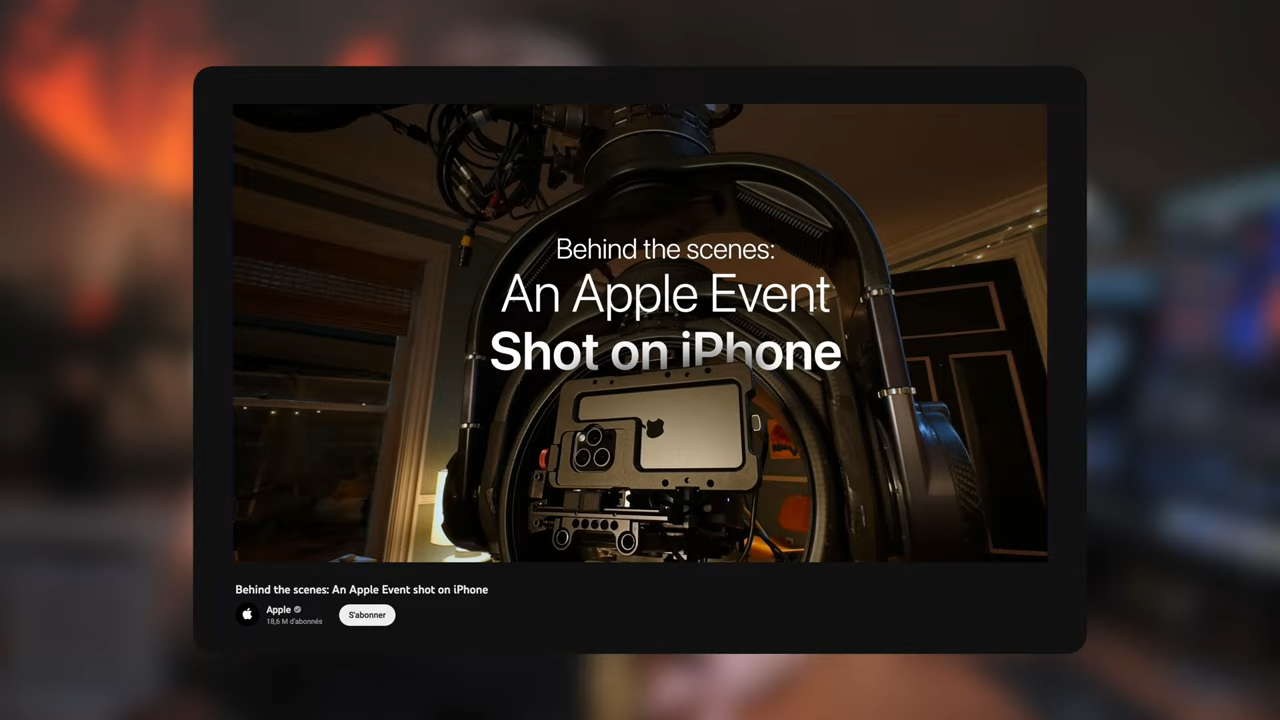 Behind the scenes:
An Apple Event
Shot on iPhone
Behind the scenes: An Apple Event shot on iPhone
Apple
18,6 M d'abonnés
S'abonner